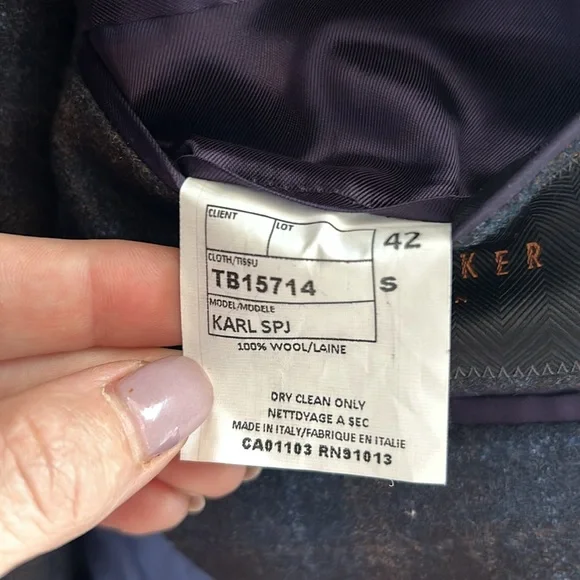 CLIENT LOT 42
CLOTH/TISSU
TB15714 S
MODEL/MODELE
KARL SPJ
100% WOOL/LAINE
DRY CLEAN ONLY
NETTOYAGE A SEC
MADE IN ITALY/FABRIQUE EN ITALIE
CA01103 RN91013
KER